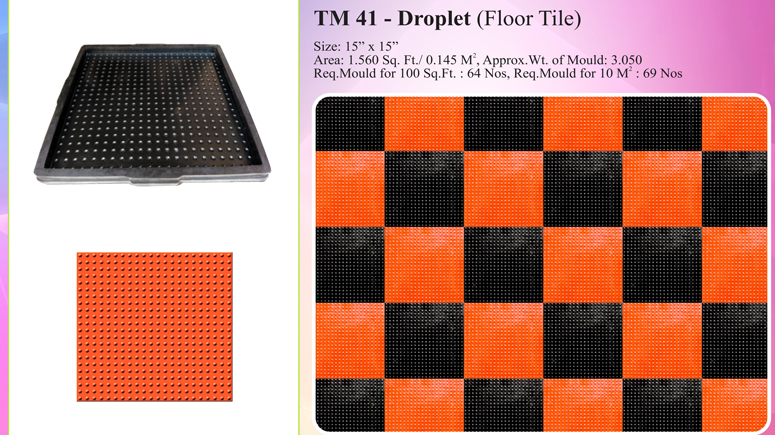 TM 41 - Droplet (Floor Tile)
Size: 15” x 15”
Area: 1.560 Sq. Ft./ 0.145 M², Approx.Wt. of Mould: 3.050
Req.Mould for 100 Sq.Ft. : 64 Nos, Req.Mould for 10 M² : 69 Nos